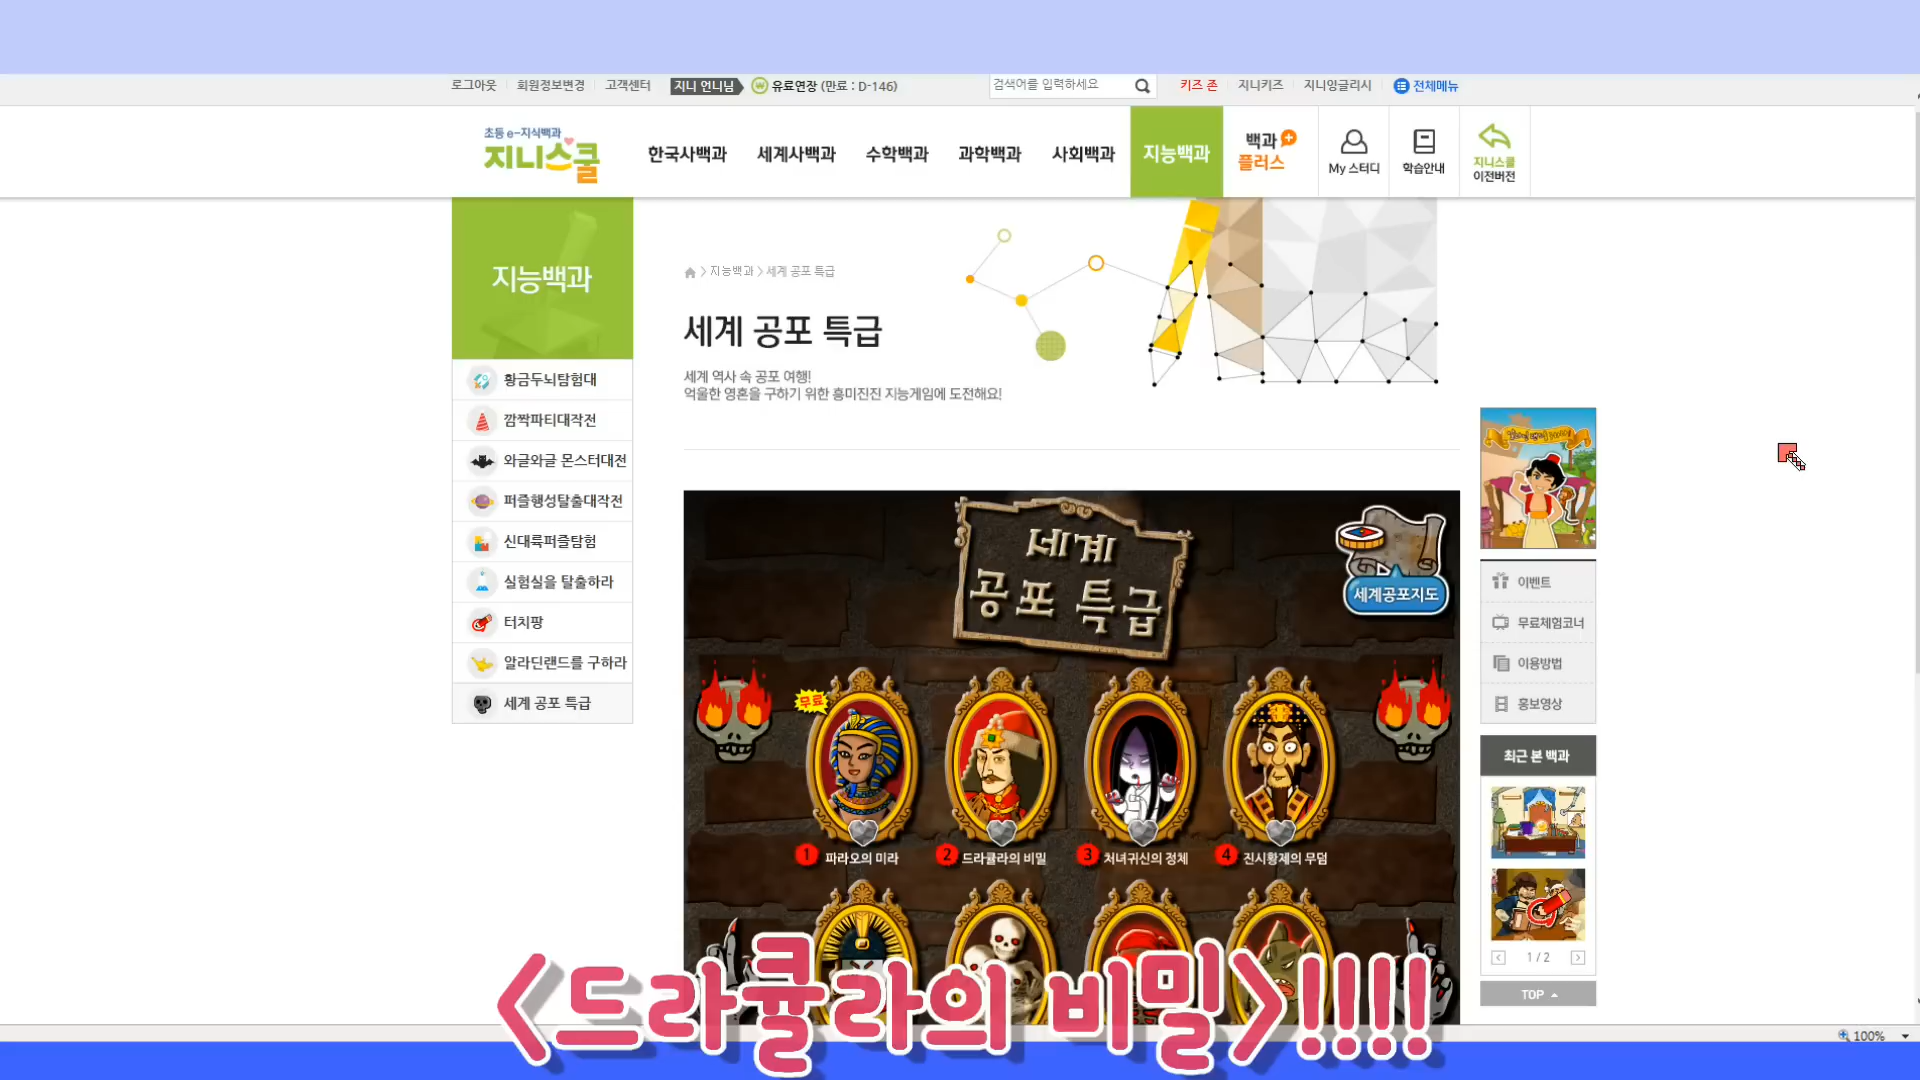 로그아웃 회원정보변경 고객센터 지니 언니님 유료연장 (만료 : D-146) 검색어를 입력하세요 키즈 존 지니키즈 지니잉글리시 전체메뉴
초등 e-지식백과
지니스쿨
한국사백과 세계사백과 수학백과 과학백과 사회백과 지능백과
백과
플러스
My 스터디
학습안내
지니스쿨
이전버전
지능백과
황금두뇌탐험대
깜짝파티대작전
와글와글 몬스터대전
퍼즐행성탈출대작전
신대륙퍼즐탐험
실험실을 탈출하라
터치팡
알라딘랜드를 구하라
세계 공포 특급
> 지능백과 > 세계 공포 특급
세계 공포 특급
세계 역사 속 공포 여행!
억울한 영혼을 구하기 위한 흥미진진 지능게임에 도전해요!
세계
공포 특급
세계공포지도
무료
1 파라오의 미라
2 드라큘라의 비밀
3 처녀귀신의 정체
4 진시황제의 무덤
이벤트
무료체험코너
이용방법
홍보영상
최근 본 백과
1 / 2
TOP
<드라큘라의 비밀>!!!!
100%